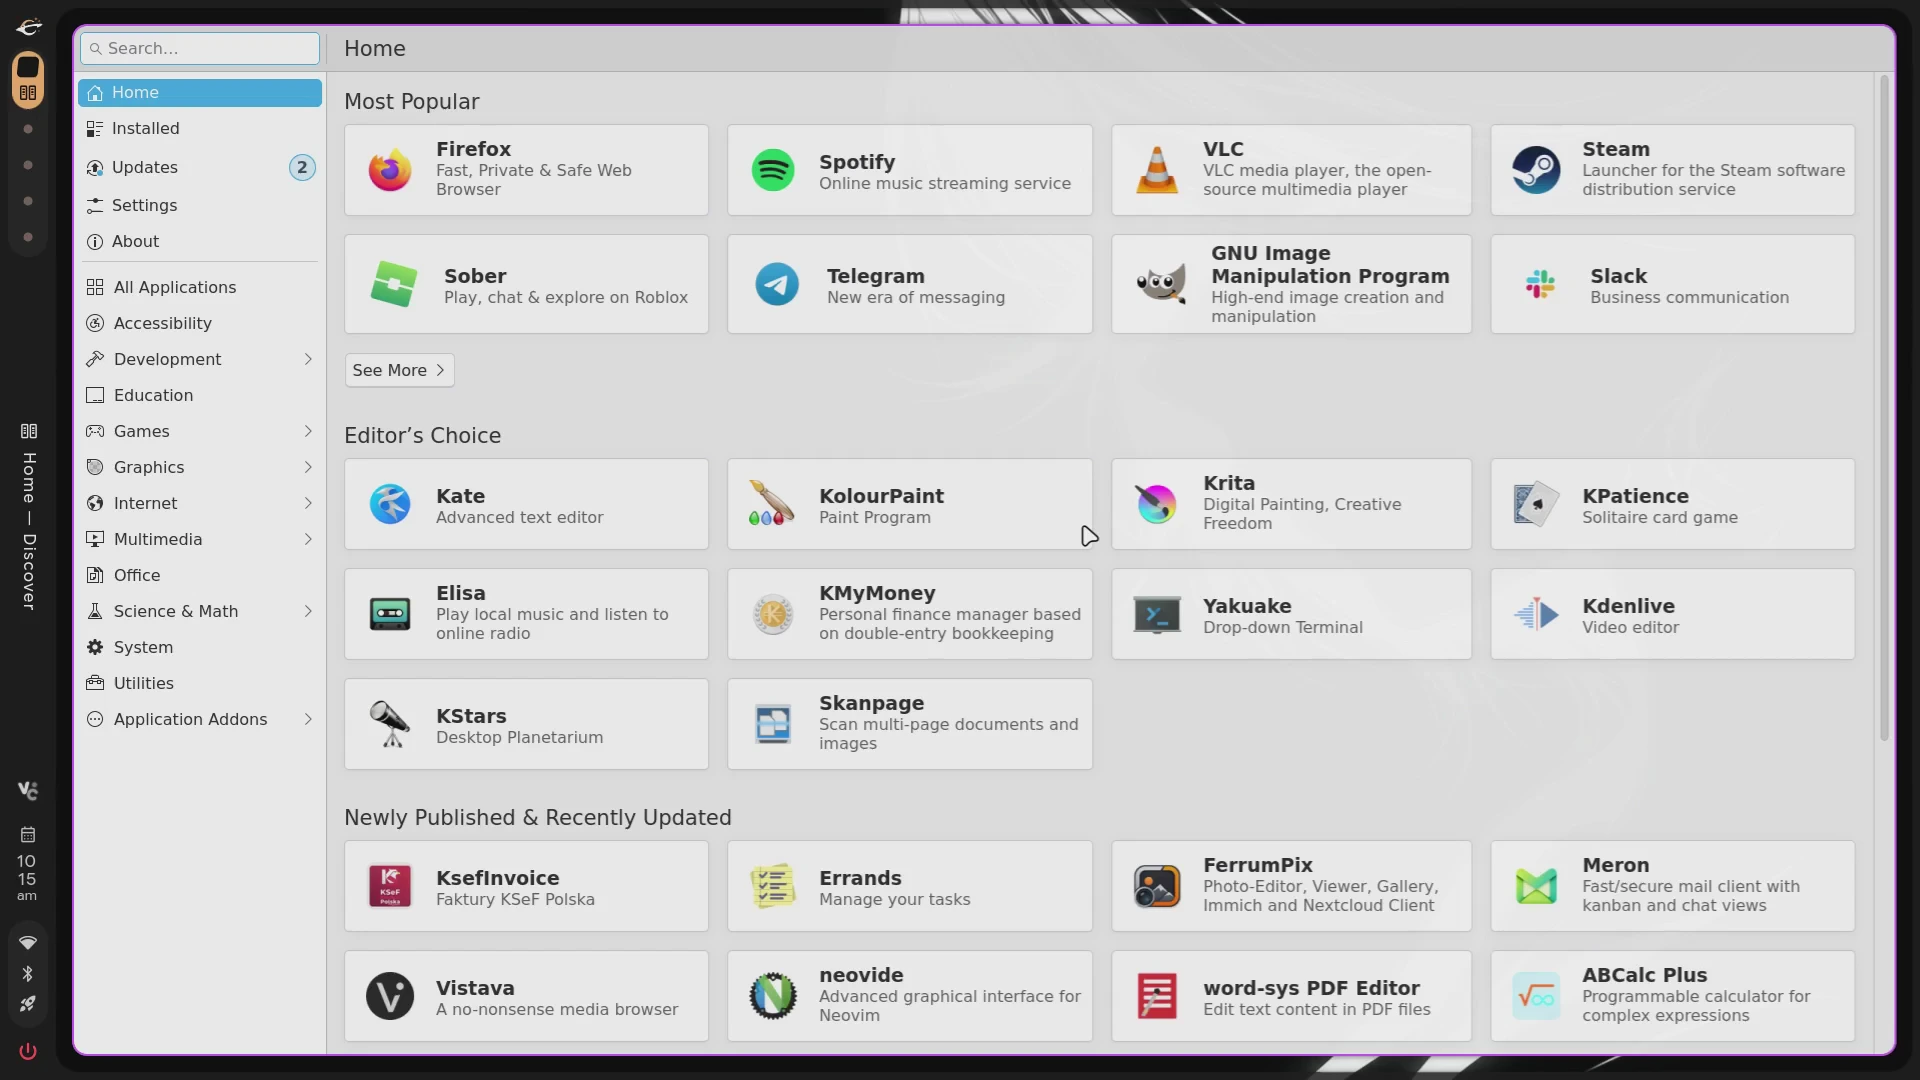 Search...
Home
Home
Installed
Updates
2
Settings
About
All Applications
Accessibility
Development
Education
Games
Graphics
Internet
Multimedia
Office
Science & Math
System
Utilities
Application Addons
Home — Discover
10
15
am
Most Popular
Firefox
Fast, Private & Safe Web
Browser
Spotify
Online music streaming service
VLC
VLC media player, the open-
source multimedia player
Steam
Launcher for the Steam software
distribution service
Sober
Play, chat & explore on Roblox
Telegram
New era of messaging
GNU Image
Manipulation Program
High-end image creation and
manipulation
Slack
Business communication
See More
Editor’s Choice
Kate
Advanced text editor
KolourPaint
Paint Program
Krita
Digital Painting, Creative
Freedom
KPatience
Solitaire card game
Elisa
Play local music and listen to
online radio
KMyMoney
Personal finance manager based
on double-entry bookkeeping
Yakuake
Drop-down Terminal
Kdenlive
Video editor
KStars
Desktop Planetarium
Skanpage
Scan multi-page documents and
images
Newly Published & Recently Updated
KSeF
Polska
KsefInvoice
Faktury KSeF Polska
Errands
Manage your tasks
FerrumPix
Photo-Editor, Viewer, Gallery,
Immich and Nextcloud Client
Meron
Fast/secure mail client with
kanban and chat views
Vistava
A no-nonsense media browser
neovide
Advanced graphical interface for
Neovim
word-sys PDF Editor
Edit text content in PDF files
ABCalc Plus
Programmable calculator for
complex expressions